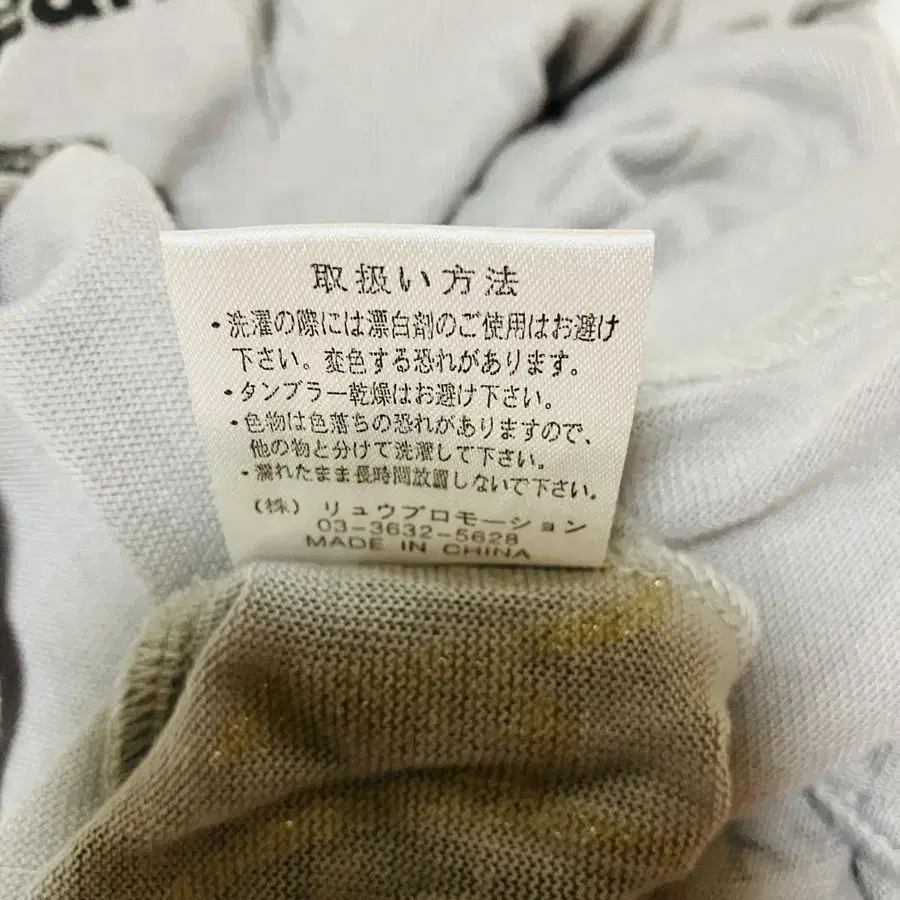 取扱い方法
・洗濯の際には漂白剤のご使用はお避け
下さい。変色する恐れがあります。
・タンブラー乾燥はお避け下さい。
・色物は色落ちの恐れがありますので、
他の物と分けて洗濯して下さい。
・濡れたまま長時間放置しないで下さい。
(株) リュウプロモーション
03-3632-5628
MADE IN CHINA